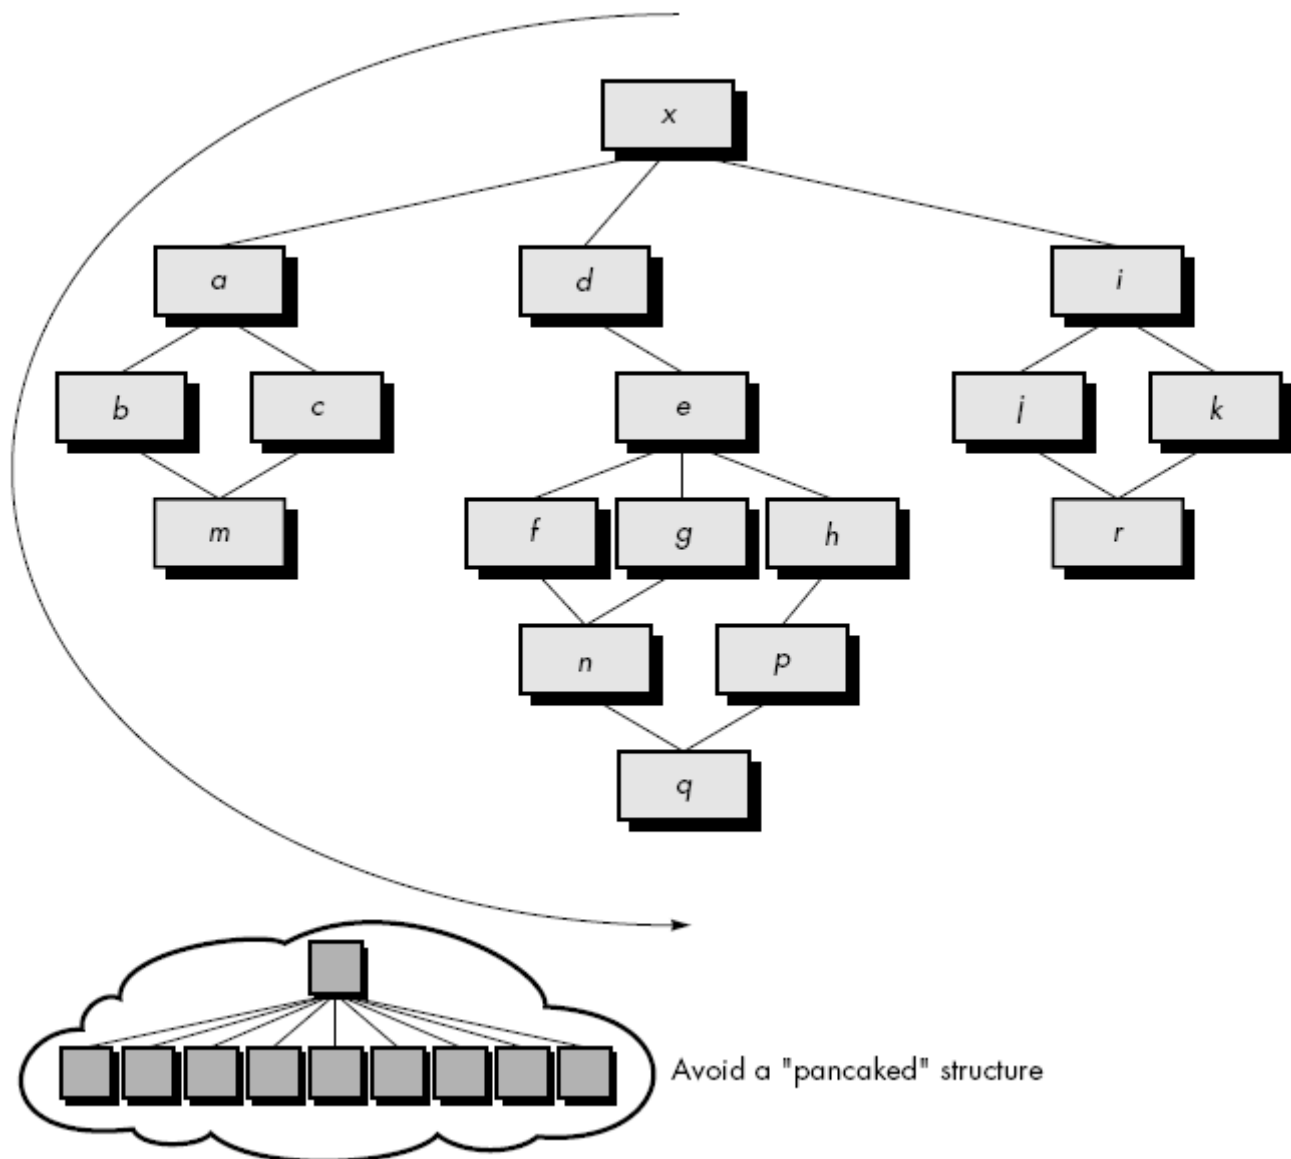 x
a d i
b c e j k
m f g h r
n p
q
Avoid a "pancaked" structure